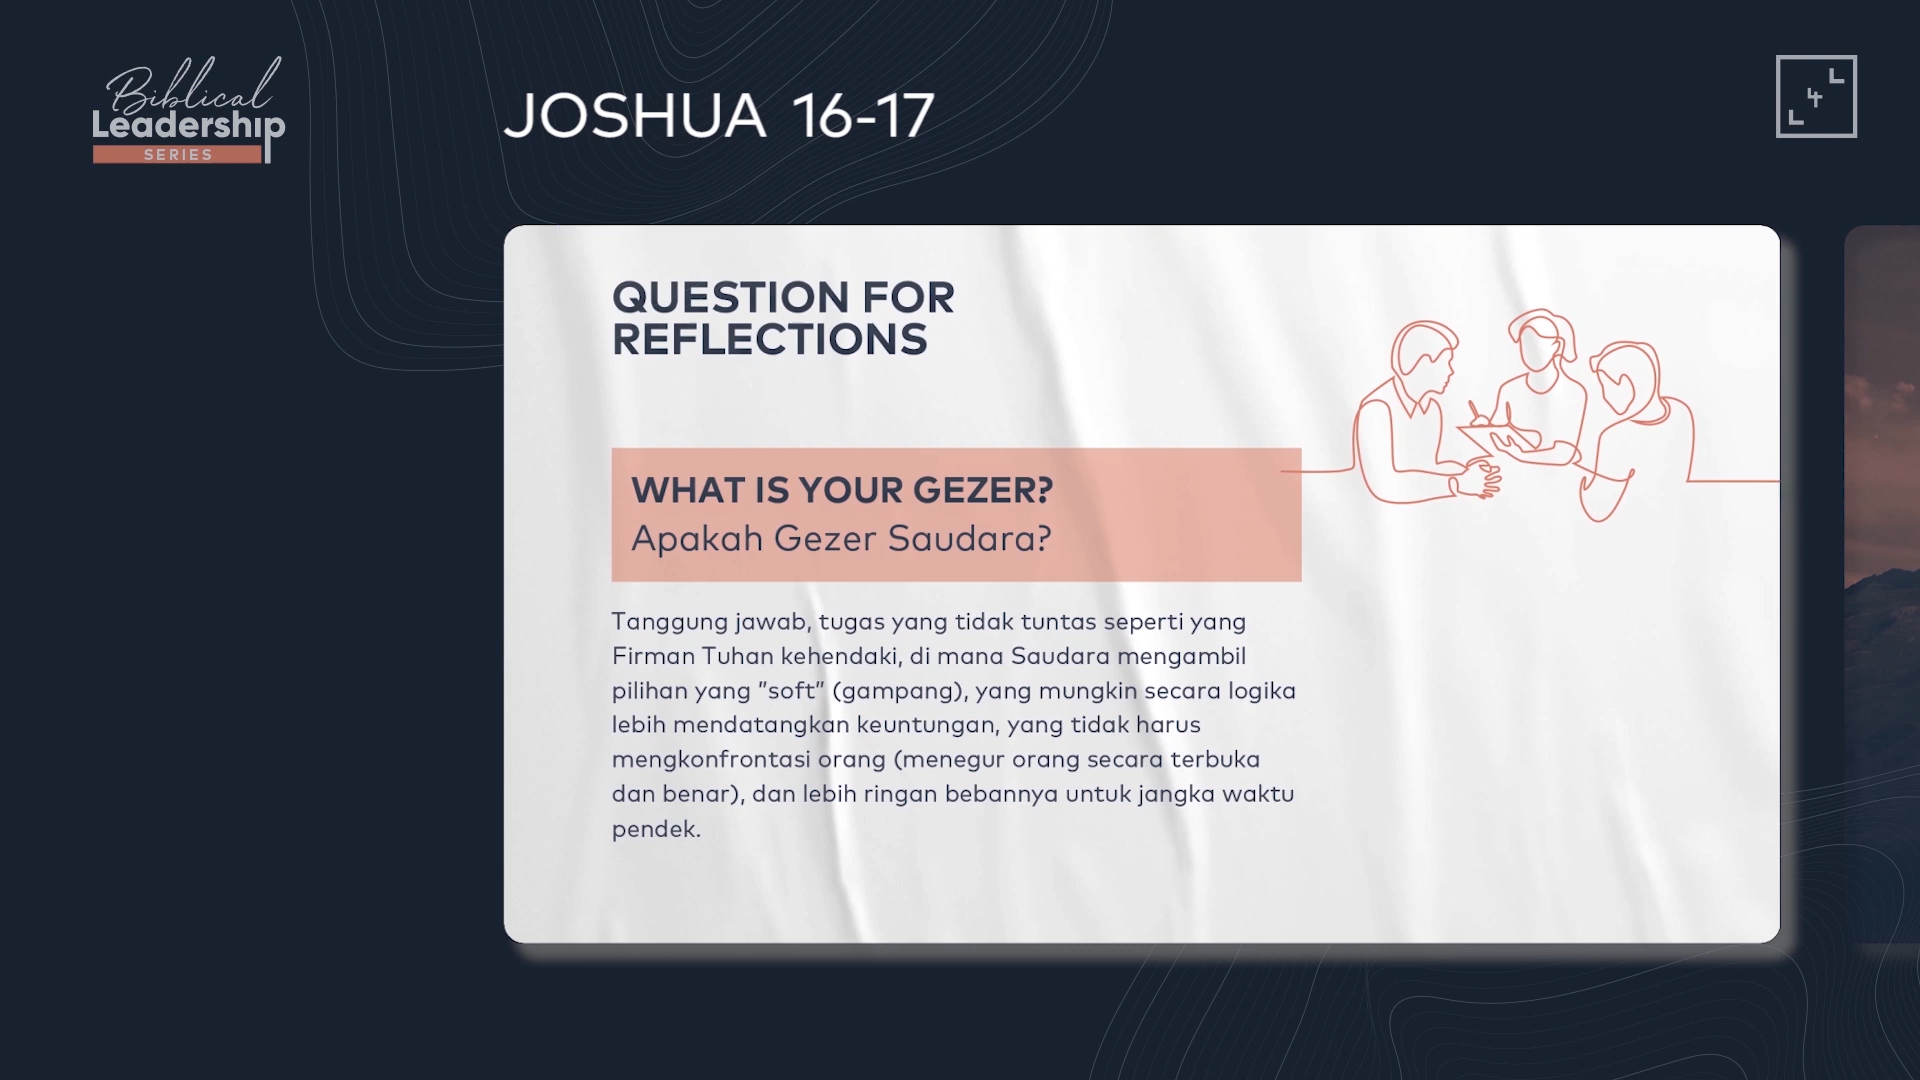 Biblical
Leadership
SERIES
JOSHUA 16-17
QUESTION FOR
REFLECTIONS
WHAT IS YOUR GEZER?
Apakah Gezer Saudara?
Tanggung jawab, tugas yang tidak tuntas seperti yang
Firman Tuhan kehendaki, di mana Saudara mengambil
pilihan yang ”soft” (gampang), yang mungkin secara logika
lebih mendatangkan keuntungan, yang tidak harus
mengkonfrontasi orang (menegur orang secara terbuka
dan benar), dan lebih ringan bebannya untuk jangka waktu
pendek.